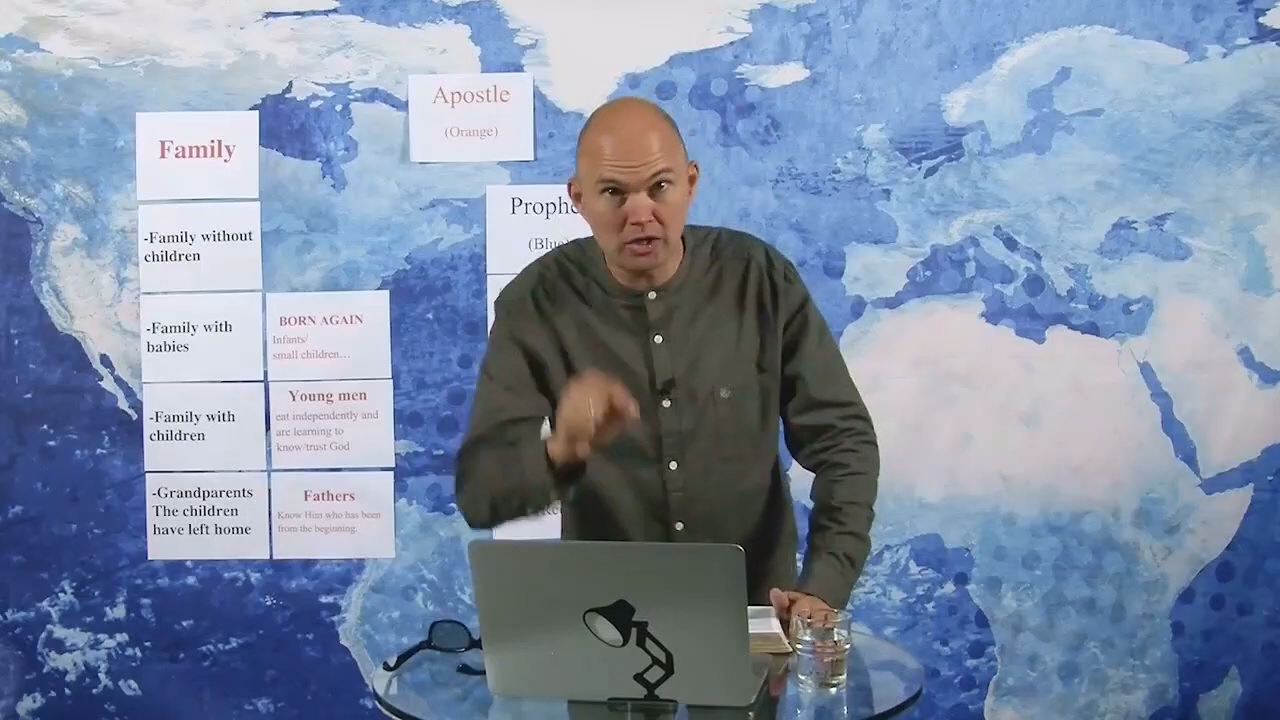 Family
-Family without
children
-Family with
babies
-Family with
children
-Grandparents
The children
have left home
BORN AGAIN
Infants/
small children…
Young men
eat independently and
are learning to
know/trust God
Fathers
Know Him who has been
from the beginning.
Apostle
(Orange)
Prophe
(Blue